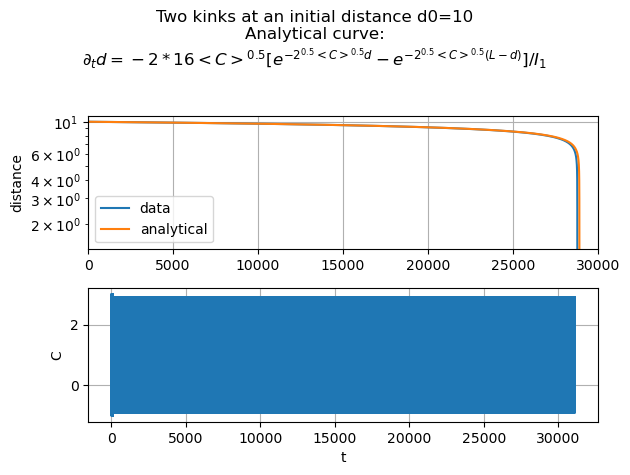 Two kinks at an initial distance d0=10
Analytical curve:
∂ₜd = −2 * 16 < C >^0.5 [e^{−2^0.5 <C>^0.5 d} − e^{−2^0.5 <C>^0.5 (L−d)}]/I₁
10¹
6 × 10⁰
4 × 10⁰
3 × 10⁰
2 × 10⁰
distance
data
analytical
0 5000 10000 15000 20000 25000 30000
2
0
C
0 5000 10000 15000 20000 25000 30000
t